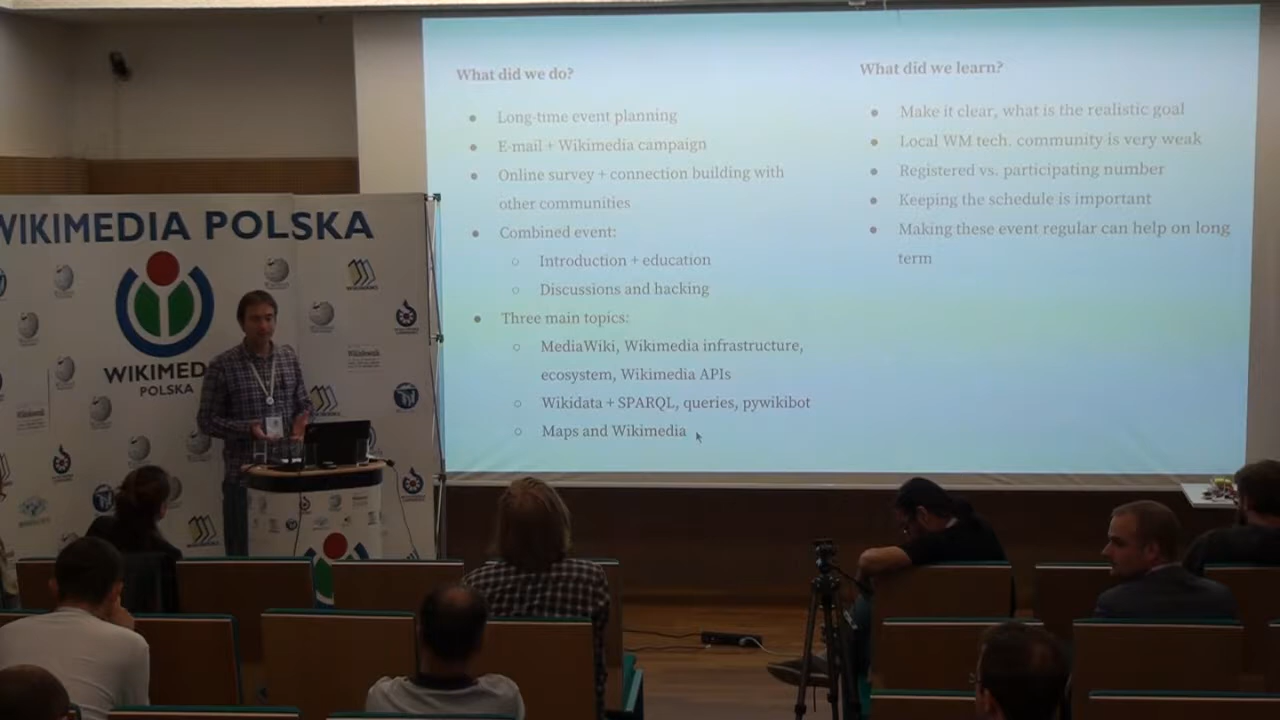 What did we do?
● Long-time event planning
● E-mail + Wikimedia campaign
● Online survey + connection building with
other communities
● Combined event:
○ Introduction + education
○ Discussions and hacking
● Three main topics:
○ MediaWiki, Wikimedia infrastructure,
ecosystem, Wikimedia APIs
○ Wikidata + SPARQL, queries, pywikibot
○ Maps and Wikimedia
What did we learn?
● Make it clear, what is the realistic goal
● Local WM tech. community is very weak
● Registered vs. participating number
● Keeping the schedule is important
● Making these event regular can help on long
term
WIKIMEDIA POLSKA
WIKIMED
POLSKA